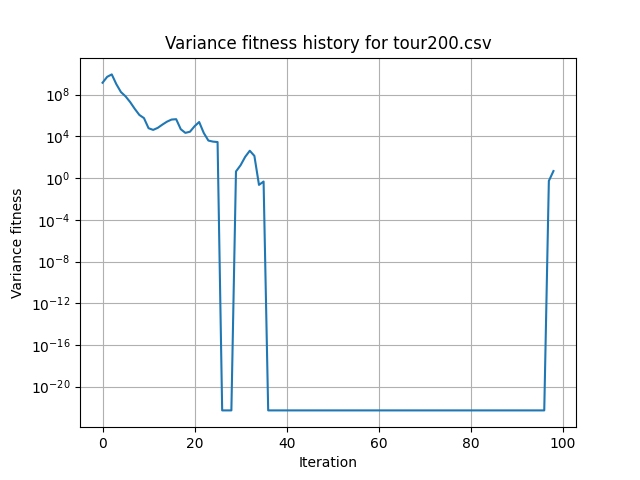 Variance fitness history for tour200.csv
Variance fitness
10^8
10^4
10^0
10^-4
10^-8
10^-12
10^-16
10^-20
0 20 40 60 80 100
Iteration